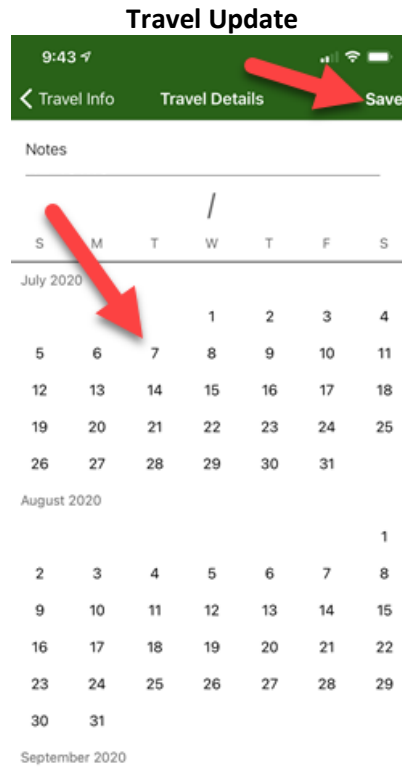 Travel Update
9:43
Travel Info Travel Details Save
Notes
/
S M T W T F S
July 2020
1 2 3 4
5 6 7 8 9 10 11
12 13 14 15 16 17 18
19 20 21 22 23 24 25
26 27 28 29 30 31
August 2020
1
2 3 4 5 6 7 8
9 10 11 12 13 14 15
16 17 18 19 20 21 22
23 24 25 26 27 28 29
30 31
September 2020